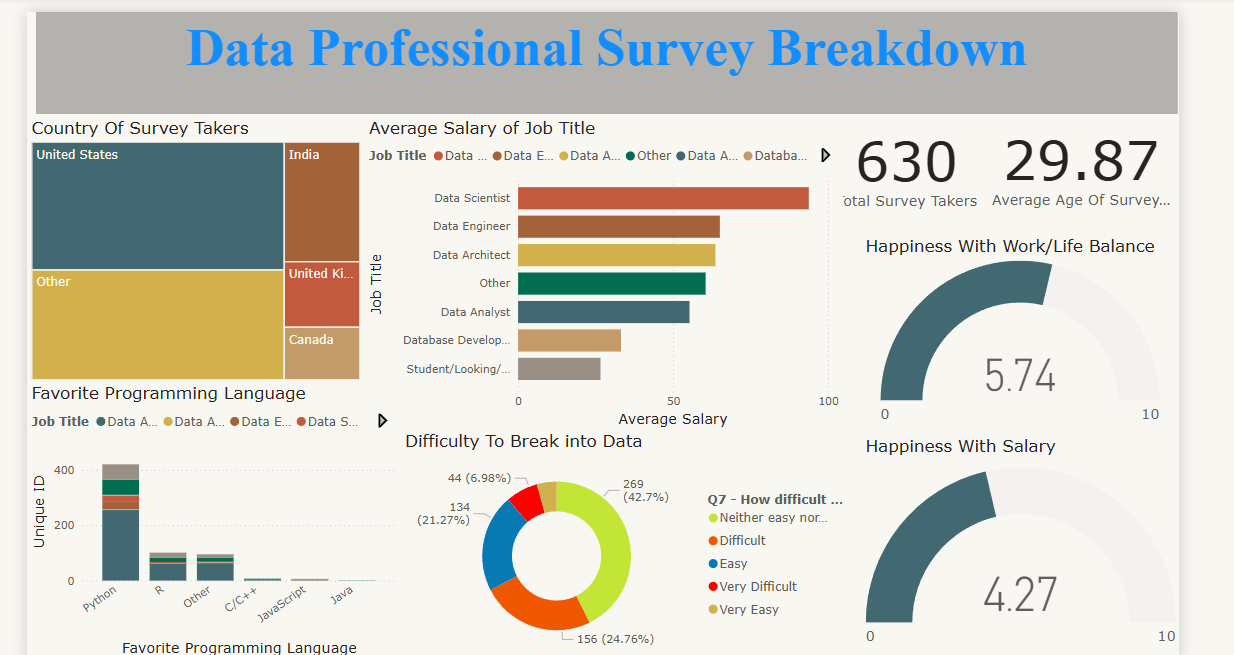 Data Professional Survey Breakdown
Country Of Survey Takers
United States
India
Other
United Ki...
Canada
Average Salary of Job Title
Job Title Data ... Data E... Data A... Other Data A... Databa...
Job Title
Data Scientist
Data Engineer
Data Architect
Other
Data Analyst
Database Develop...
Student/Looking/...
0 50 100
Average Salary
630
otal Survey Takers
29.87
Average Age Of Survey...
Happiness With Work/Life Balance
5.74
0 10
Favorite Programming Language
Job Title Data A... Data A... Data E... Data S...
Unique ID
400
200
0
Python R Other C/C++ JavaScript Java
Favorite Programming Language
Difficulty To Break into Data
44 (6.98%)
269
(42.7%)
134
(21.27%)
156 (24.76%)
Q7 - How difficult ...
Neither easy nor...
Difficult
Easy
Very Difficult
Very Easy
Happiness With Salary
4.27
0 10